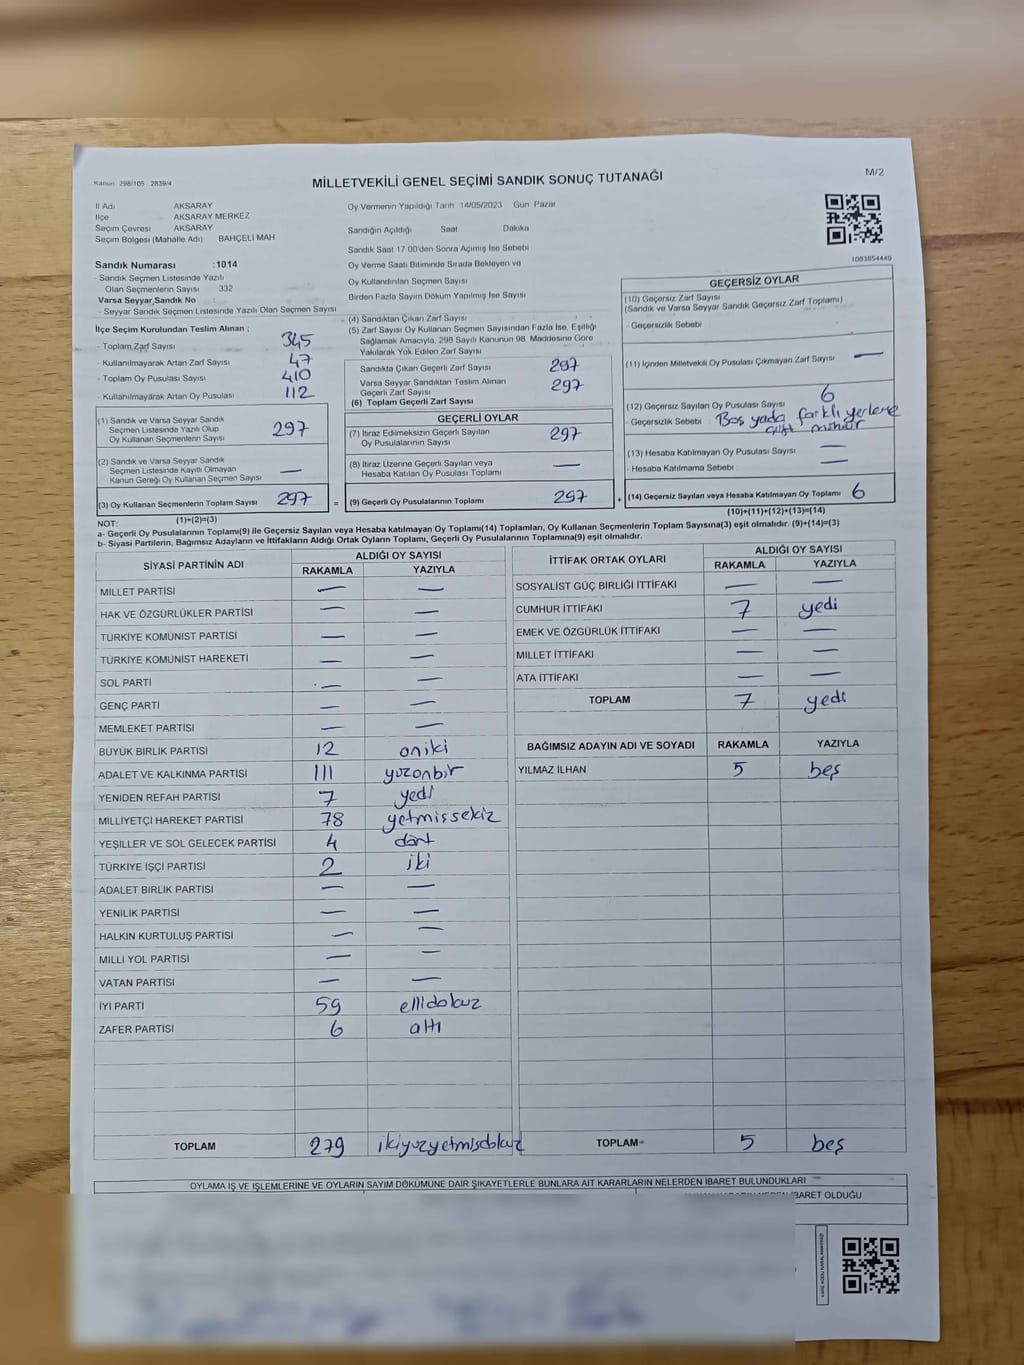 Kanun: 298/105 2839/4
MİLLETVEKİLİ GENEL SEÇİMİ SANDIK SONUÇ TUTANAĞI
M/2
İl Adı AKSARAY
İlçe AKSARAY MERKEZ
Seçim Çevresi AKSARAY
Seçim Bölgesi (Mahalle Adı) BAHÇELİ MAH
Oy Vermenin Yapıldığı Tarih 14/05/2023 Gün Pazar
Sandığın Açıldığı Saat Dakika
Sandık Saat 17.00'den Sonra Açımış İse Sebebi
Oy Verme Saati Bitiminde Sırada Bekleyen ve
Oy Kullandırılan Seçmen Sayısı
Birden Fazla Sayım Döküm Yapılmış İse Sayısı
1083854449
Sandık Numarası :1014
- Sandık Seçmen Listesinde Yazılı
Olan Seçmenlerin Sayısı 332
Varsa Seyyar Sandık No
- Seyyar Sandık Seçmen Listesinde Yazılı Olan Seçmen Sayısı
İlçe Seçim Kurulundan Teslim Alınan ;
- Toplam Zarf Sayısı 345
- Kullanılmayarak Artan Zarf Sayısı 47
- Toplam Oy Pusulası Sayısı 410
- Kullanılmayarak Artan Oy Pusulası 112
(1) Sandık ve Varsa Seyyar Sandık
Seçmen Listesinde Yazılı Olup
Oy Kullanan Seçmenlerin Sayısı 297
(2) Sandık ve Varsa Seyyar Sandık
Seçmen Listesinde Kayıtlı Olmayan
Kanun Gereği Oy Kullanan Seçmen Sayısı —
(3) Oy Kullanan Seçmenlerin Toplam Sayısı 297 =
(1)+(2)=(3)
(4) Sandıktan Çıkan Zarf Sayısı
(5) Zarf Sayısı Oy Kullanan Seçmen Sayısından Fazla İse, Eşitliği
Sağlamak Amacıyla, 298 Sayılı Kanunun 98. Maddesine Göre
Yakılarak Yok Edilen Zarf Sayısı
Sandıkta Çıkan Geçerli Zarf Sayısı 297
Varsa Seyyar Sandıktan Teslim Alınan
Geçerli Zarf Sayısı 297
(6) Toplam Geçerli Zarf Sayısı
GEÇERLİ OYLAR
(7) İtiraz Edilmeksizin Geçerli Sayılan
Oy Pusulalarının Sayısı 297
(8) İtiraz Üzerine Geçerli Sayılan veya
Hesaba Katılan Oy Pusulası Toplamı —
(9) Geçerli Oy Pusulalarının Toplamı 297 +
GEÇERSİZ OYLAR
(10) Geçersiz Zarf Sayısı
(Sandık ve Varsa Seyyar Sandık Geçersiz Zarf Toplamı)
- Geçersizlik Sebebi
(11) İçinden Milletvekili Oy Pusulası Çıkmayan Zarf Sayısı —
(12) Geçersiz Sayılan Oy Pusulası Sayısı 6
- Geçersizlik Sebebi Boş yada farklı yerlere
çift mühür
(13) Hesaba Katılmayan Oy Pusulası Sayısı —
- Hesaba Katılmama Sebebi —
(14) Geçersiz Sayılan veya Hesaba Katılmayan Oy Toplamı 6
(10)+(11)+(12)+(13)=(14)
NOT:
a- Geçerli Oy Pusulalarının Toplamı(9) ile Geçersiz Sayılan veya Hesaba katılmayan Oy Toplamı(14) Toplamları, Oy Kullanan Seçmenlerin Toplam Sayısına(3) eşit olmalıdır. (9)+(14)=(3)
b- Siyasi Partilerin, Bağımsız Adayların ve İttifakların Aldığı Ortak Oyların Toplamı, Geçerli Oy Pusulalarının Toplamına(9) eşit olmalıdır.
SİYASİ PARTİNİN ADI ALDIĞI OY SAYISI
RAKAMLA YAZIYLA
MİLLET PARTİSİ — —
HAK VE ÖZGÜRLÜKLER PARTİSİ — —
TÜRKİYE KOMÜNİST PARTİSİ — —
TÜRKİYE KOMÜNİST HAREKETİ — —
SOL PARTİ — —
GENÇ PARTİ — —
MEMLEKET PARTİSİ — —
BÜYÜK BİRLİK PARTİSİ 12 oniki
ADALET VE KALKINMA PARTİSİ 111 yüzonbir
YENİDEN REFAH PARTİSİ 7 yedi
MİLLİYETÇİ HAREKET PARTİSİ 78 yetmissekiz
YEŞİLLER VE SOL GELECEK PARTİSİ 4 dört
TÜRKİYE İŞÇİ PARTİSİ 2 iki
ADALET BİRLİK PARTİSİ — —
YENİLİK PARTİSİ — —
HALKIN KURTULUŞ PARTİSİ — —
MİLLİ YOL PARTİSİ — —
VATAN PARTİSİ — —
İYİ PARTİ 59 ellidokuz
ZAFER PARTİSİ 6 altı
TOPLAM 279 ikiyüzyetmişdokuz
İTTİFAK ORTAK OYLARI ALDIĞI OY SAYISI
RAKAMLA YAZIYLA
SOSYALİST GÜÇ BİRLİĞİ İTTİFAKI — —
CUMHUR İTTİFAKI 7 yedi
EMEK VE ÖZGÜRLÜK İTTİFAKI — —
MİLLET İTTİFAKI — —
ATA İTTİFAKI — —
TOPLAM 7 yedi
BAĞIMSIZ ADAYIN ADI VE SOYADI RAKAMLA YAZIYLA
YILMAZ İLHAN 5 beş
TOPLAM 5 beş
OYLAMA İŞ VE İŞLEMLERİNE VE OYLARIN SAYIM DÖKÜMÜNE DAİR ŞİKAYETLERLE BUNLARA AİT KARARLARIN NELERDEN İBARET BULUNDUKLARI
İBARET OLDUĞU